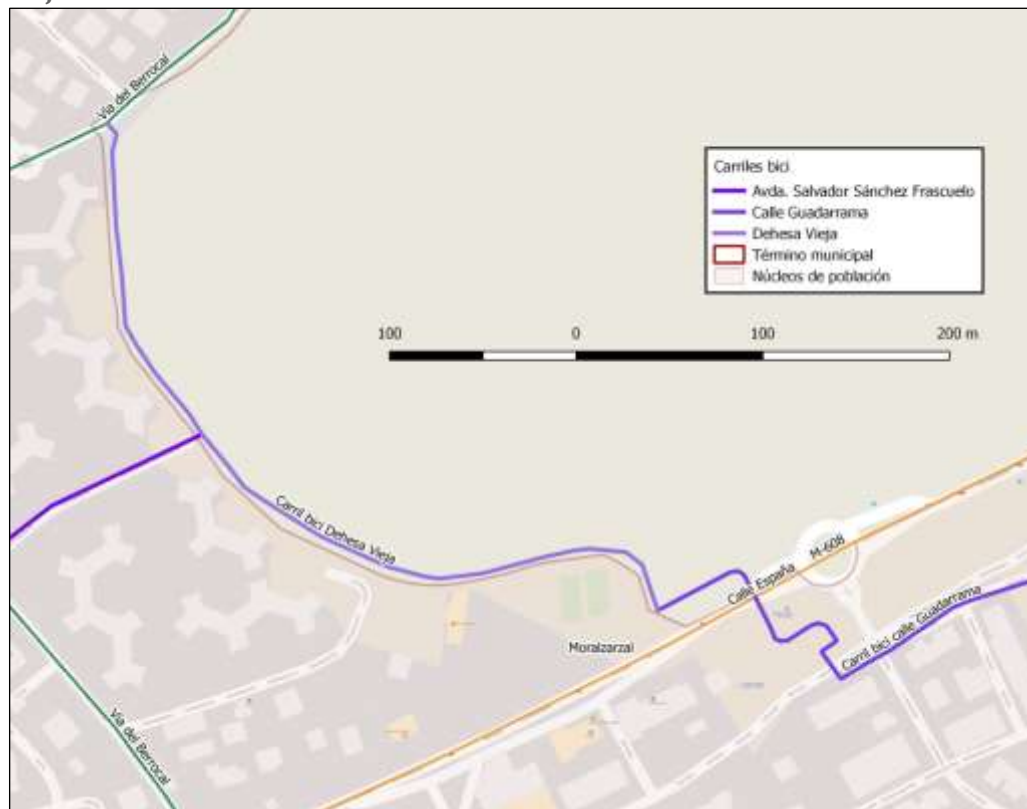 Vía del Berrocal
Carriles bici
Avda. Salvador Sánchez Frascuelo
Calle Guadarrama
Dehesa Vieja
Término municipal
Núcleos de población
100 0 100 200 m
Carril bici Dehesa Vieja
M-608
Calle España
Carril bici calle Guadarrama
Moralzarzal
Vía del Berrocal